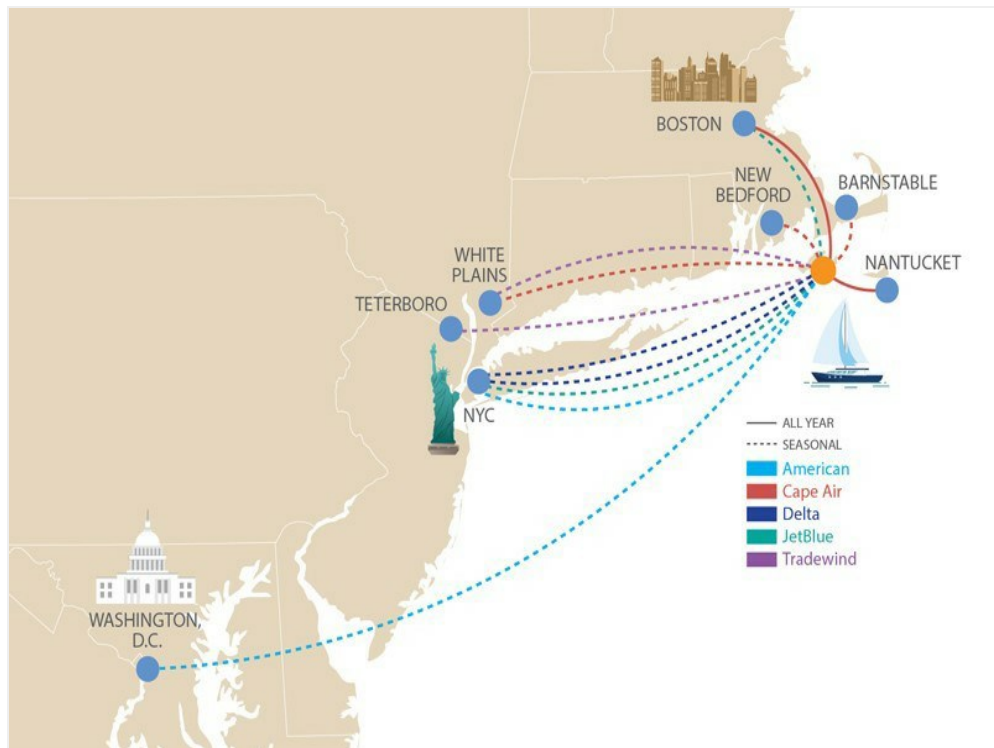 BOSTON
NEW
BEDFORD
BARNSTABLE
WHITE
PLAINS
NANTUCKET
TETERBORO
NYC
ALL YEAR
SEASONAL
American
Cape Air
Delta
JetBlue
Tradewind
WASHINGTON,
D.C.